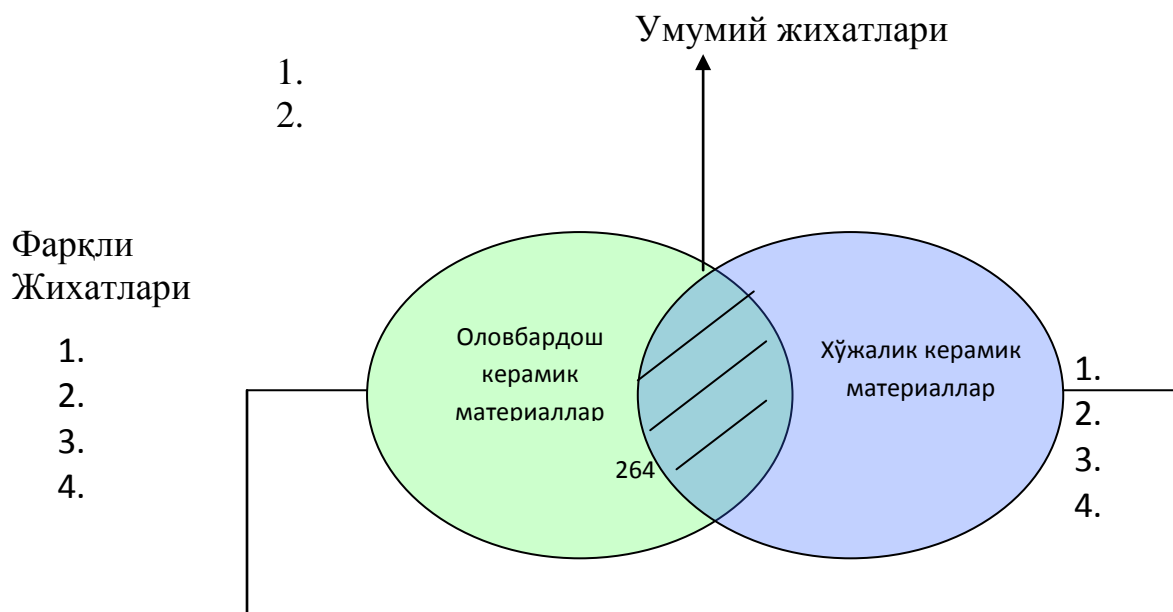 Умумий жихатлари
1.
2.
Фарқли
Жихатлари
1.
2.
3.
4.
Оловбардош
керамик
материаллар
Хўжалик керамик
материаллар
1.
2.
3.
4.
264